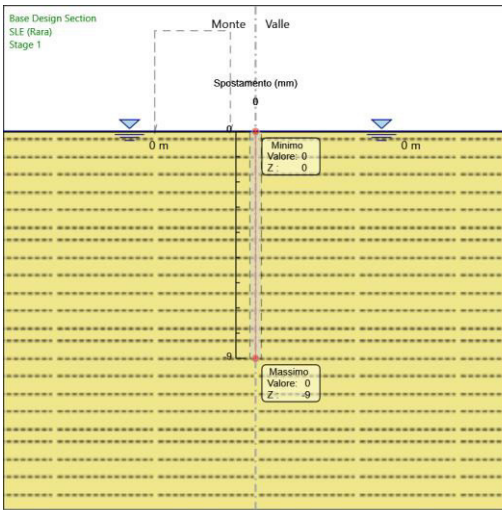 Base Design Section
SLE (Rara)
Stage 1
Monte Valle
Spostamento (mm)
0
0
0 m
0 m
Minimo
Valore: 0
Z : 0
-9
Massimo
Valore: 0
Z : -9